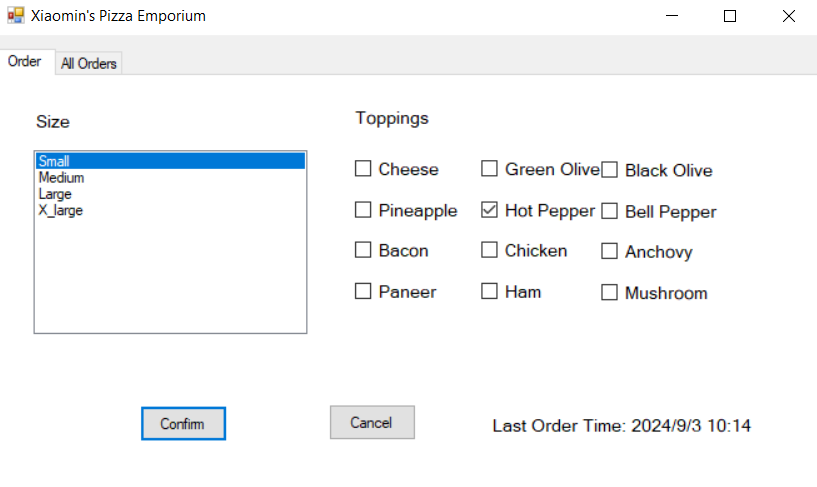 Xiaomin's Pizza Emporium
Order All Orders
Size
Small
Medium
Large
X_large
Toppings
Cheese Green Olive Black Olive
Pineapple Hot Pepper Bell Pepper
Bacon Chicken Anchovy
Paneer Ham Mushroom
Confirm Cancel Last Order Time: 2024/9/3 10:14